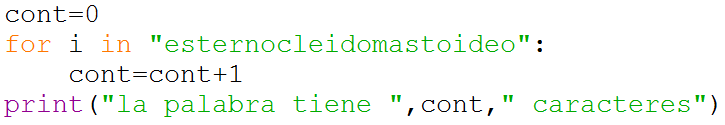 cont=0
for i in "esternocleidomastoideo":
    cont=cont+1
print("la palabra tiene ",cont," caracteres")